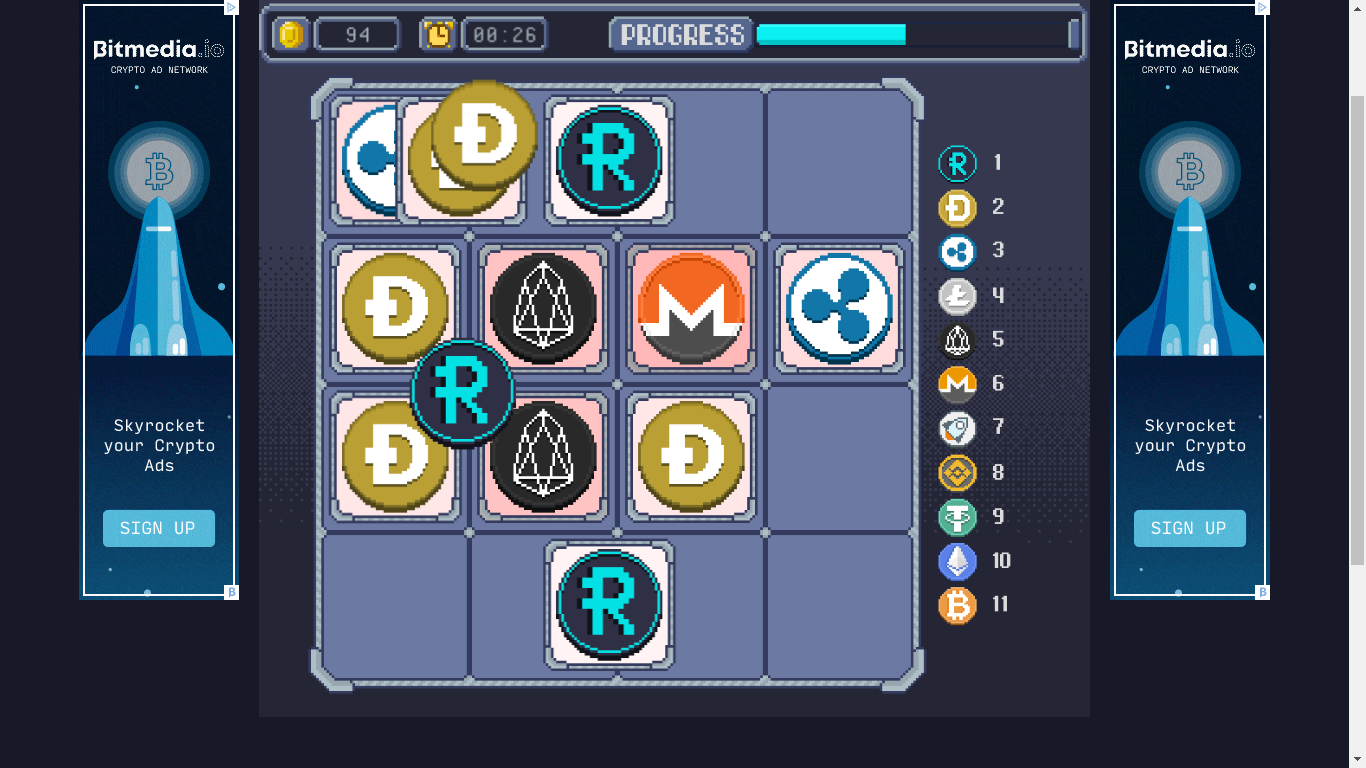 Bitmedia.io
CRYPTO AD NETWORK
Skyrocket
your Crypto
Ads
SIGN UP
94
00:26
PROGRESS
1
2
3
4
5
6
7
8
9
10
11
Bitmedia.io
CRYPTO AD NETWORK
Skyrocket
your Crypto
Ads
SIGN UP